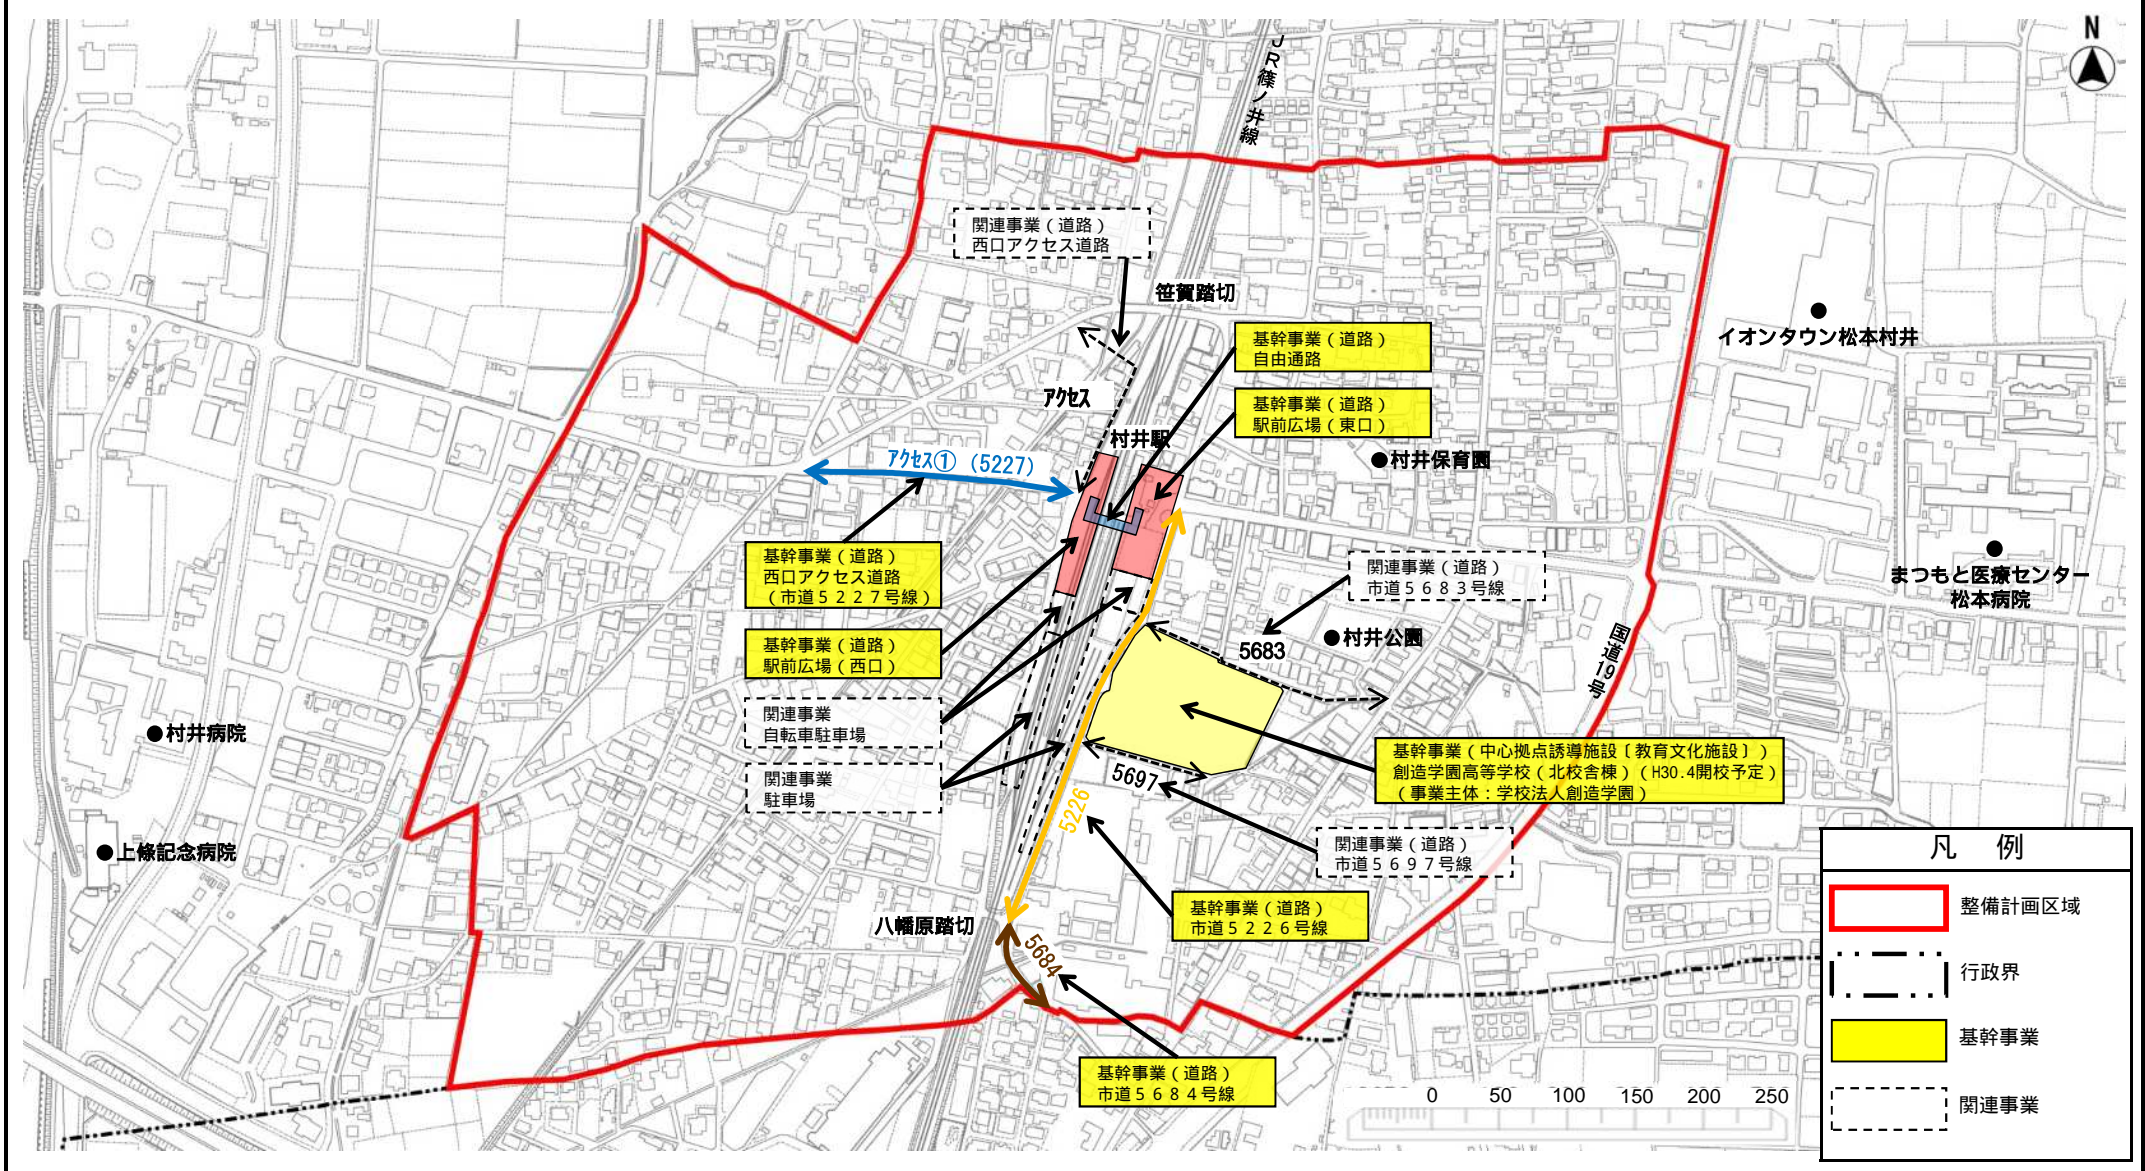 N
JR篠ノ井線
関連事業（道路）
西口アクセス道路
笹賀踏切
基幹事業（道路）
自由通路
イオンタウン松本村井
アクセス
基幹事業（道路）
駅前広場（東口）
村井駅
アクセス①（5227）
●村井保育園
基幹事業（道路）
西口アクセス道路
（市道５２２７号線）
関連事業（道路）
市道５６８３号線
まつもと医療センター
松本病院
基幹事業（道路）
駅前広場（西口）
5683
●村井公園
国道19号
関連事業
自転車駐車場
●村井病院
基幹事業（中心拠点誘導施設〔教育文化施設〕）
創造学園高等学校（北校舎棟）（H30.4開校予定）
（事業主体：学校法人創造学園）
関連事業
駐車場
5697
5226
関連事業（道路）
市道５６９７号線
●上條記念病院
基幹事業（道路）
市道５２２６号線
八幡原踏切
5684
基幹事業（道路）
市道５６８４号線
0 50 100 150 200 250
凡　例
整備計画区域
行政界
基幹事業
関連事業